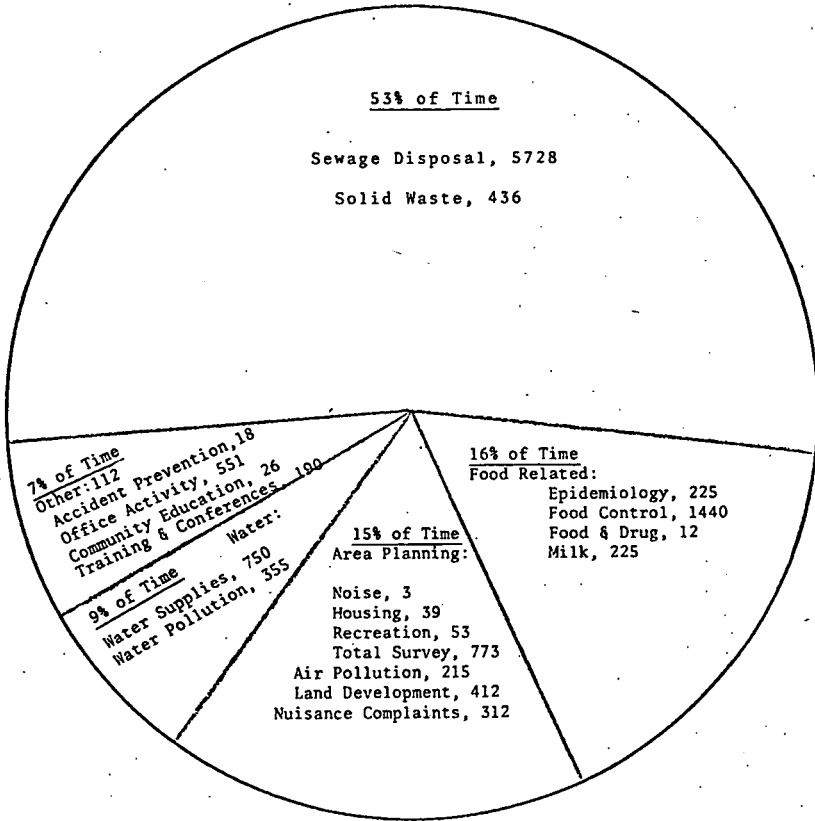 53% of Time
Sewage Disposal, 5728
Solid Waste, 436
7% of Time
Other:112
Accident Prevention,18
Office Activity, 551
Community Education, 26
Training & Conferences, 190
9% of Time
Water:
Water Supplies, 750
Water Pollution, 355
15% of Time
Area Planning:
Noise, 3
Housing, 39
Recreation, 53
Total Survey, 773
Air Pollution, 215
Land Development, 412
Nuisance Complaints, 312
16% of Time
Food Related:
Epidemiology, 225
Food Control, 1440
Food & Drug, 12
Milk, 225